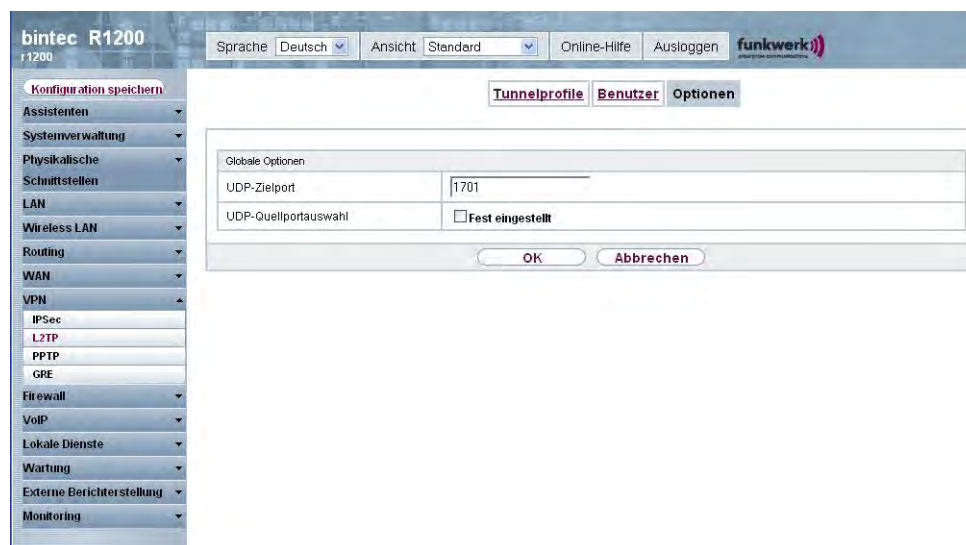 bintec R1200
r1200
Sprache Deutsch Ansicht Standard Online-Hilfe Ausloggen funkwerk
Konfiguration speichern
Assistenten
Systemverwaltung
Physikalische
Schnittstellen
LAN
Wireless LAN
Routing
WAN
VPN
IPSec
L2TP
PPTP
GRE
Firewall
VoIP
Lokale Dienste
Wartung
Externe Berichterstellung
Monitoring
Tunnelprofile Benutzer Optionen
Globale Optionen
UDP-Zielport 1701
UDP-Quellportauswahl Fest eingestellt
OK Abbrechen